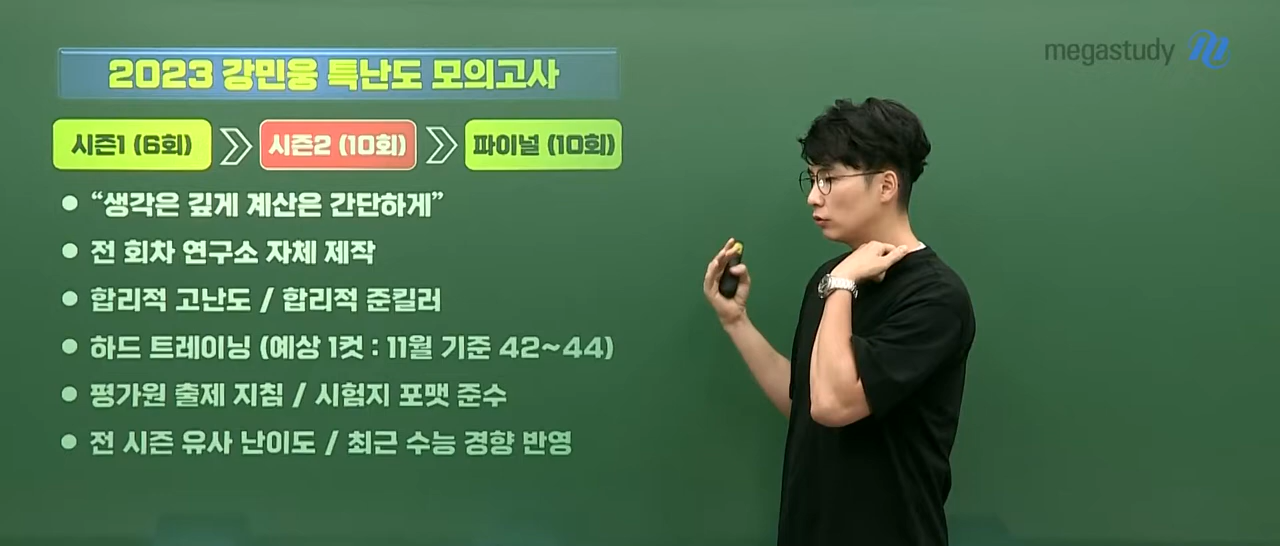 megastudy
2023 강민웅 특난도 모의고사
시즌1 (6회) 시즌2 (10회) 파이널 (10회)
“생각은 깊게 계산은 간단하게”
전 회차 연구소 자체 제작
합리적 고난도 / 합리적 준킬러
하드 트레이닝 (예상 1컷 : 11월 기준 42~44)
평가원 출제 지침 / 시험지 포맷 준수
전 시즌 유사 난이도 / 최근 수능 경향 반영